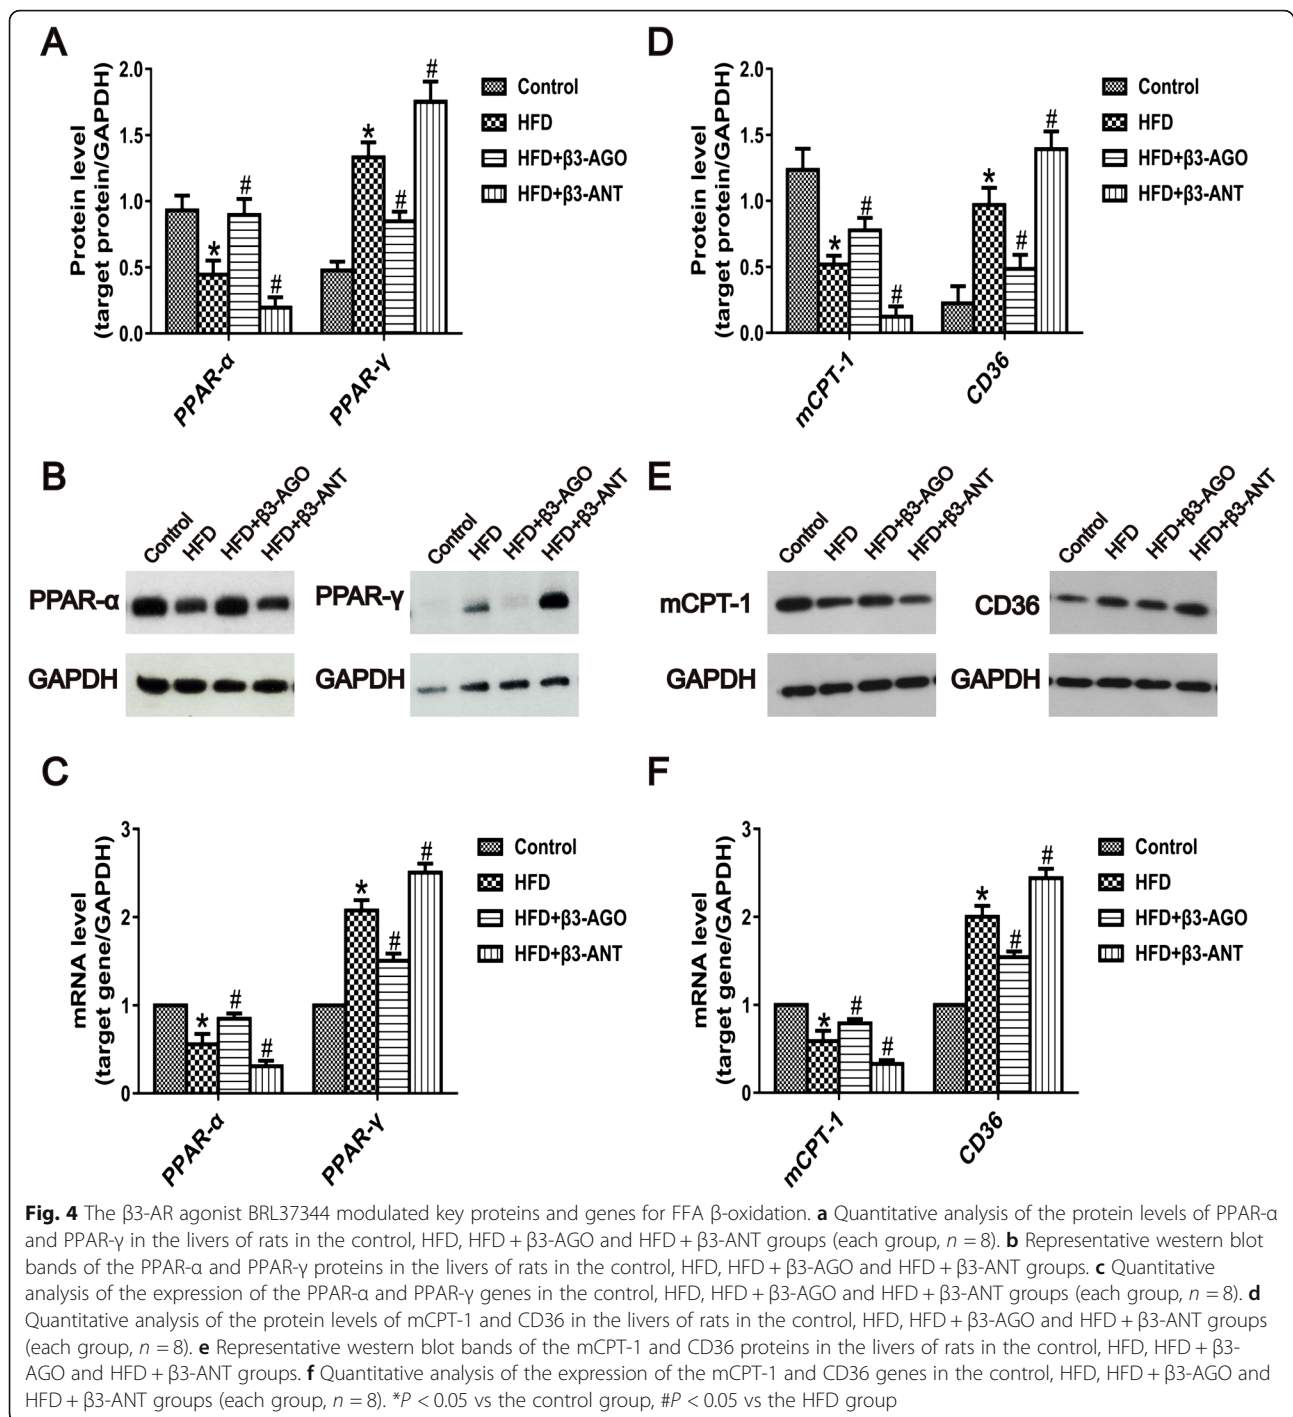 A
Protein level
(target protein/GAPDH)
2.0
1.5
1.0
0.5
0.0
*
#
#
*
#
#
PPAR-α
PPAR-γ
Control
HFD
HFD+β3-AGO
HFD+β3-ANT
D
Protein level
(target protein/GAPDH)
2.0
1.5
1.0
0.5
0.0
*
#
#
*
#
#
mCPT-1
CD36
Control
HFD
HFD+β3-AGO
HFD+β3-ANT
B
Control
HFD
HFD+β3-AGO
HFD+β3-ANT
PPAR-α
GAPDH
Control
HFD
HFD+β3-AGO
HFD+β3-ANT
PPAR-γ
GAPDH
E
Control
HFD
HFD+β3-AGO
HFD+β3-ANT
mCPT-1
GAPDH
Control
HFD
HFD+β3-AGO
HFD+β3-ANT
CD36
GAPDH
C
mRNA level
(target gene/GAPDH)
3
2
1
0
*
#
#
*
#
#
PPAR-α
PPAR-γ
Control
HFD
HFD+β3-AGO
HFD+β3-ANT
F
mRNA level
(target gene/GAPDH)
3
2
1
0
*
#
#
*
#
#
mCPT-1
CD36
Control
HFD
HFD+β3-AGO
HFD+β3-ANT
Fig. 4 The β3-AR agonist BRL37344 modulated key proteins and genes for FFA β-oxidation. a Quantitative analysis of the protein levels of PPAR-α
and PPAR-γ in the livers of rats in the control, HFD, HFD + β3-AGO and HFD + β3-ANT groups (each group, n = 8). b Representative western blot
bands of the PPAR-α and PPAR-γ proteins in the livers of rats in the control, HFD, HFD + β3-AGO and HFD + β3-ANT groups. c Quantitative
analysis of the expression of the PPAR-α and PPAR-γ genes in the control, HFD, HFD + β3-AGO and HFD + β3-ANT groups (each group, n = 8). d
Quantitative analysis of the protein levels of mCPT-1 and CD36 in the livers of rats in the control, HFD, HFD + β3-AGO and HFD + β3-ANT groups
(each group, n = 8). e Representative western blot bands of the mCPT-1 and CD36 proteins in the livers of rats in the control, HFD, HFD + β3-
AGO and HFD + β3-ANT groups. f Quantitative analysis of the expression of the mCPT-1 and CD36 genes in the control, HFD, HFD + β3-AGO and
HFD + β3-ANT groups (each group, n = 8). *P < 0.05 vs the control group, #P < 0.05 vs the HFD group